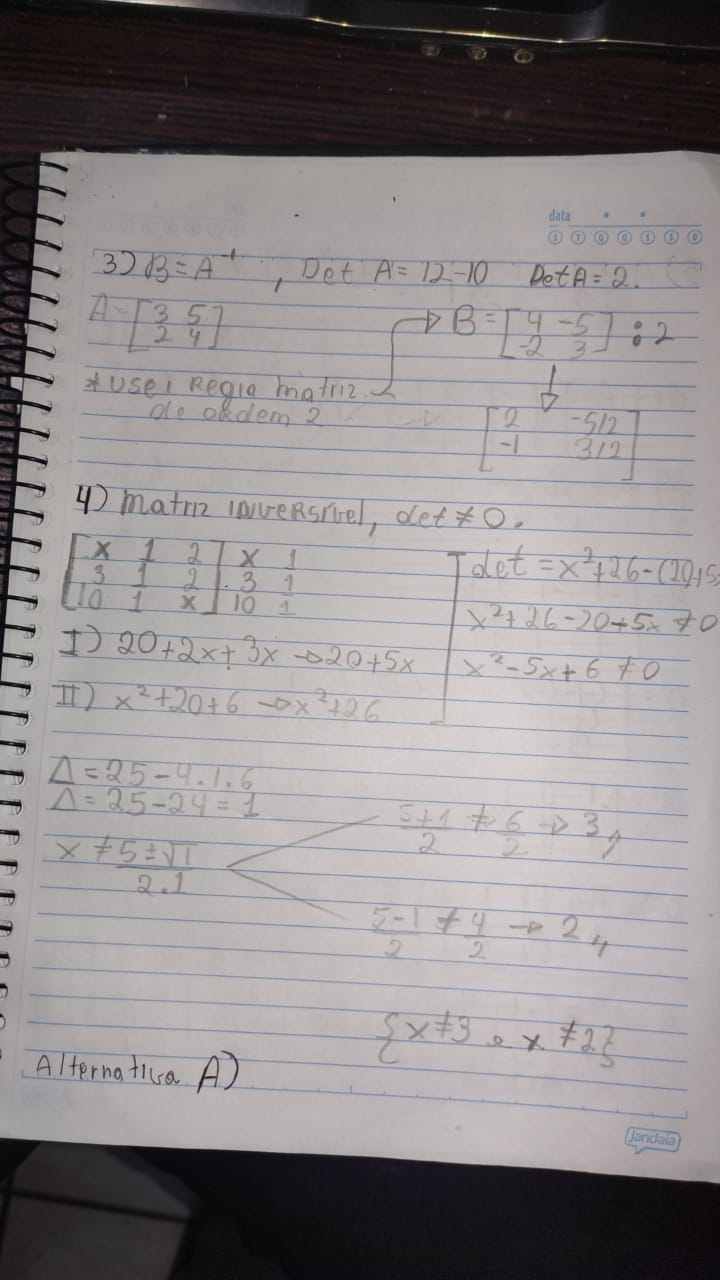 data
S T Q Q S S D
3) B = A⁻¹ , Det A = 12-10 Det A = 2.
A = [3 5
2 4]
B = [4 -5
-2 3] : 2
* Usei Regra matriz
de ordem 2
[2 -5/2
-1 3/2]
4) matriz inversível, det ≠ 0.
[x 1 2
3 1 2
10 1 x] x 1
3 1
10 1
I) 20+2x+3x → 20+5x
II) x²+20+6 → x²+26
det = x²+26-(20+5x
x²+26-20+5x ≠ 0
x²-5x+6 ≠ 0
Δ = 25-4.1.6
Δ = 25-24 = 1
x ≠ 5 ± √1
2.1
5+1 ≠ 6 → 3,,
2 2
5-1 ≠ 4 → 2,,
2 2
{x ≠ 3 e x ≠ 2}
Alternativa A)
Jandaia